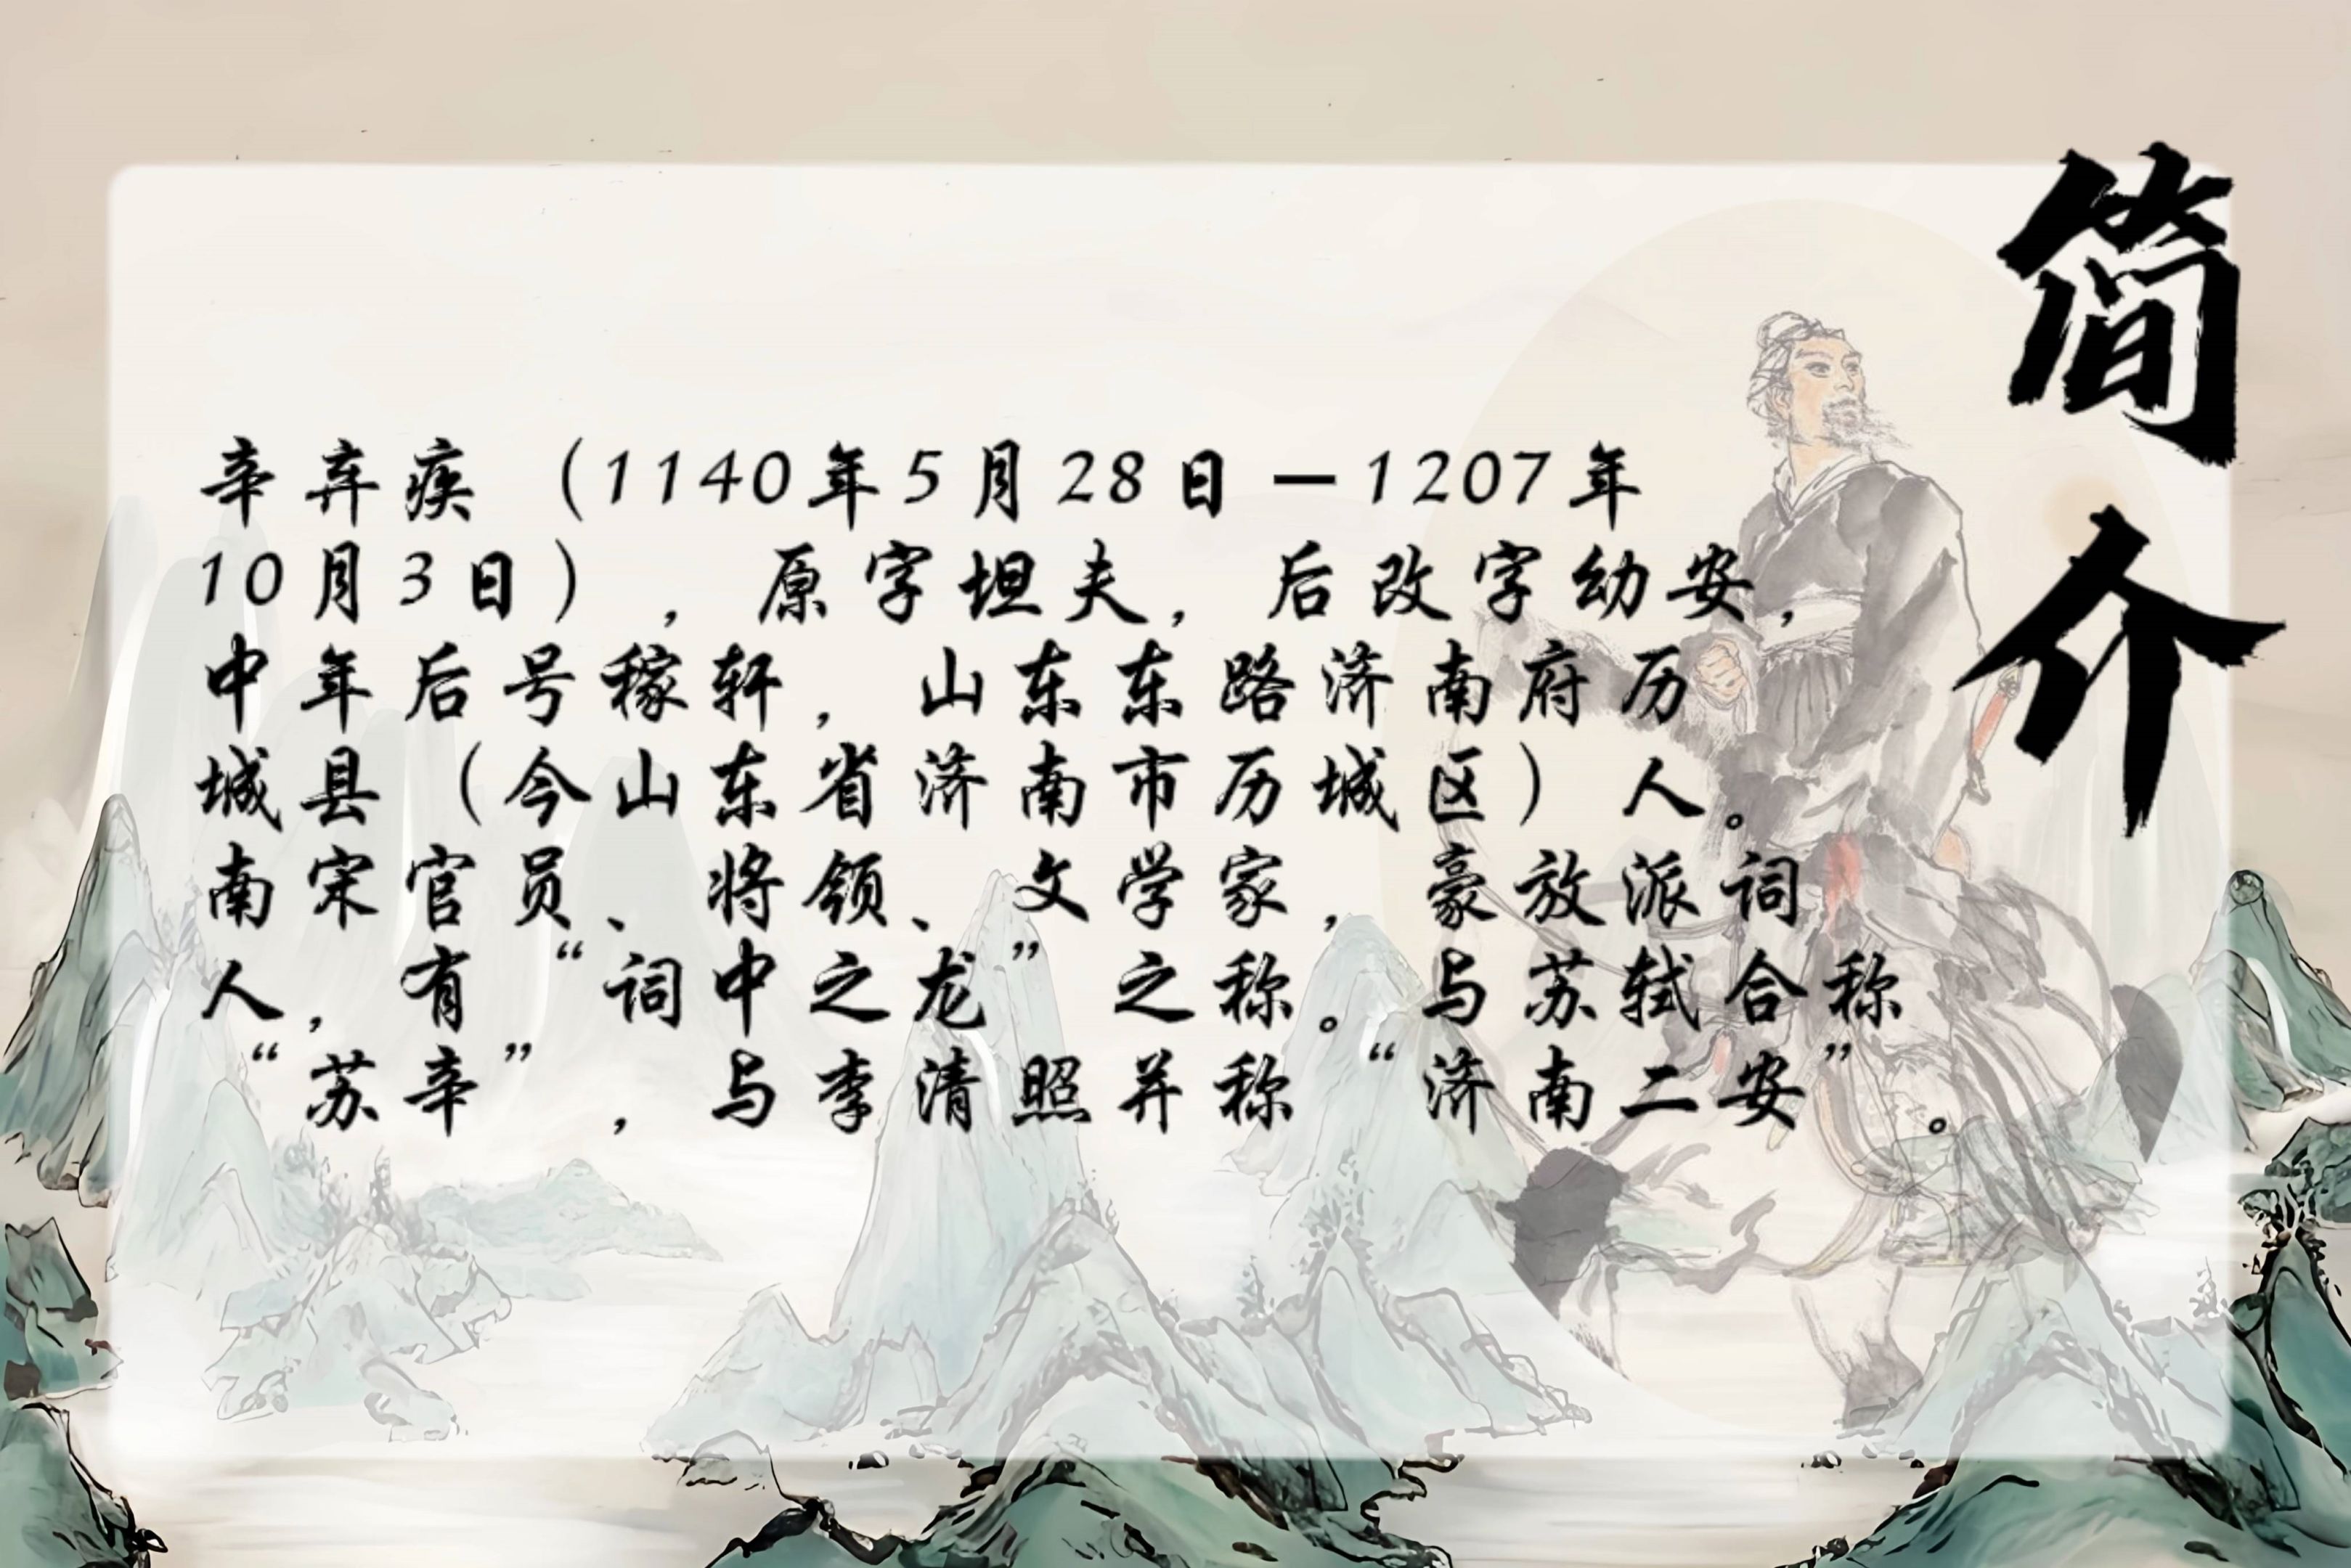 简介
辛弃疾（1140年5月28日—1207年
10月3日），原字坦夫，后改字幼安，
中年后号稼轩，山东东路济南府历
城县（今山东省济南市历城区）人。
南宋官员、将领、文学家，豪放派词
人，有“词中之龙”之称。与苏轼合称
“苏辛”，与李清照并称“济南二安”。